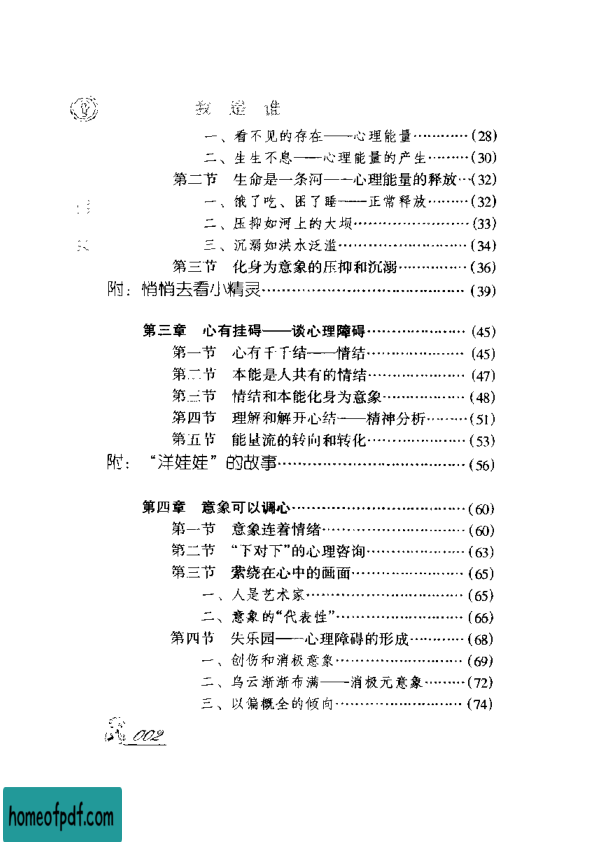 我是谁
一、看不见的存在——心理能量…………(28)
二、生生不息——心理能量的产生………(30)
第二节 生命是一条河——心理能量的释放…(32)
一、饿了吃、困了睡——正常释放………(32)
二、压抑如河上的大坝……………………(33)
三、沉溺如洪水泛滥………………………(34)
第三节 化身为意象的压抑和沉溺……………(36)
附：悄悄去看小精灵……………………………………(39)
第三章 心有挂碍——谈心理障碍…………………(45)
第一节 心有千千结——情结…………………(45)
第二节 本能是人共有的情结…………………(47)
第三节 情结和本能化身为意象………………(48)
第四节 理解和解开心结——精神分析………(51)
第五节 能量流的转向和转化…………………(53)
附：“洋娃娃”的故事…………………………………(56)
第四章 意象可以调心………………………………(60)
第一节 意象连着情绪…………………………(60)
第二节 “下对下”的心理咨询…………………(63)
第三节 萦绕在心中的画面……………………(65)
一、人是艺术家……………………………(65)
二、意象的“代表性”………………………(66)
第四节 失乐园——心理障碍的形成…………(68)
一、创伤和消极意象………………………(69)
二、乌云渐渐布满——消极元意象………(72)
三、以偏概全的倾向………………………(74)
002
homeofpdf.com